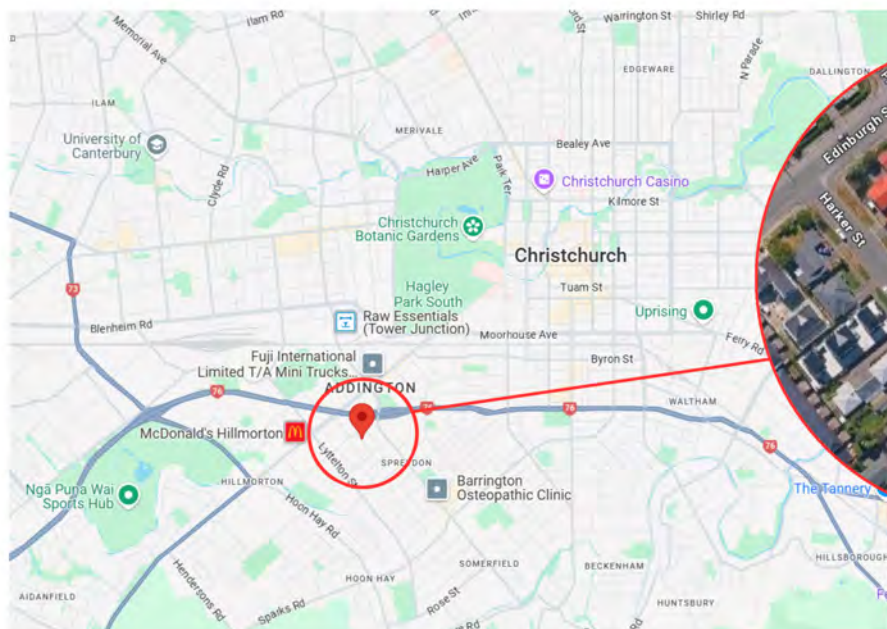 Ilam Rd
Warrington St
Shirley Rd
Memorial Ave
N Parade
EDGEWARE
DALLINGTON
ILAM
University of
Canterbury
MERIVALE
Bealey Ave
Edinburgh S
Harper Ave
Park Ter
Clyde Rd
Christchurch Casino
Kilmore St
Harker St
Christchurch
Botanic Gardens
Christchurch
73
Hagley
Park South
Tuam St
Uprising
Blenheim Rd
Raw Essentials
(Tower Junction)
Moorhouse Ave
Ferry Rd
Fuji International
Limited T/A Mini Trucks...
Byron St
ADDINGTON
76
76
76
WALTHAM
McDonald's Hillmorton
76
Lyttelton St
SPREYDON
HILLMORTON
Barrington
Osteopathic Clinic
Ngā Puna Wai
Sports Hub
The Tannery
Hoon Hay Rd
HILLSBOROUGH
SOMERFIELD
BECKENHAM
Hendersons Rd
HOON HAY
AIDANFIELD
Sparks Rd
Rose St
HUNTSBURY